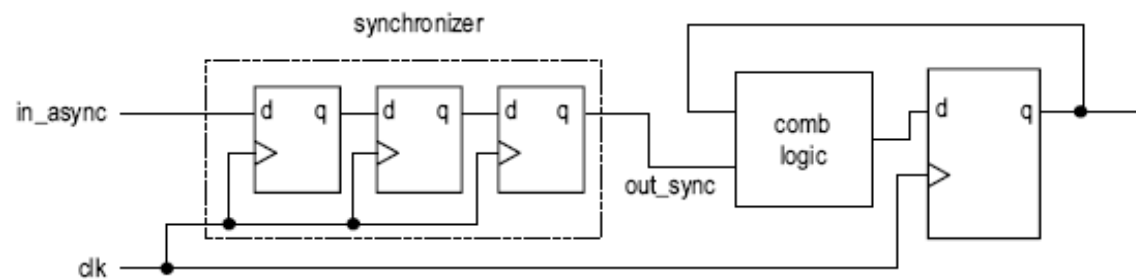 synchronizer
in_async
d q d q d q
comb
logic
d q
out_sync
clk